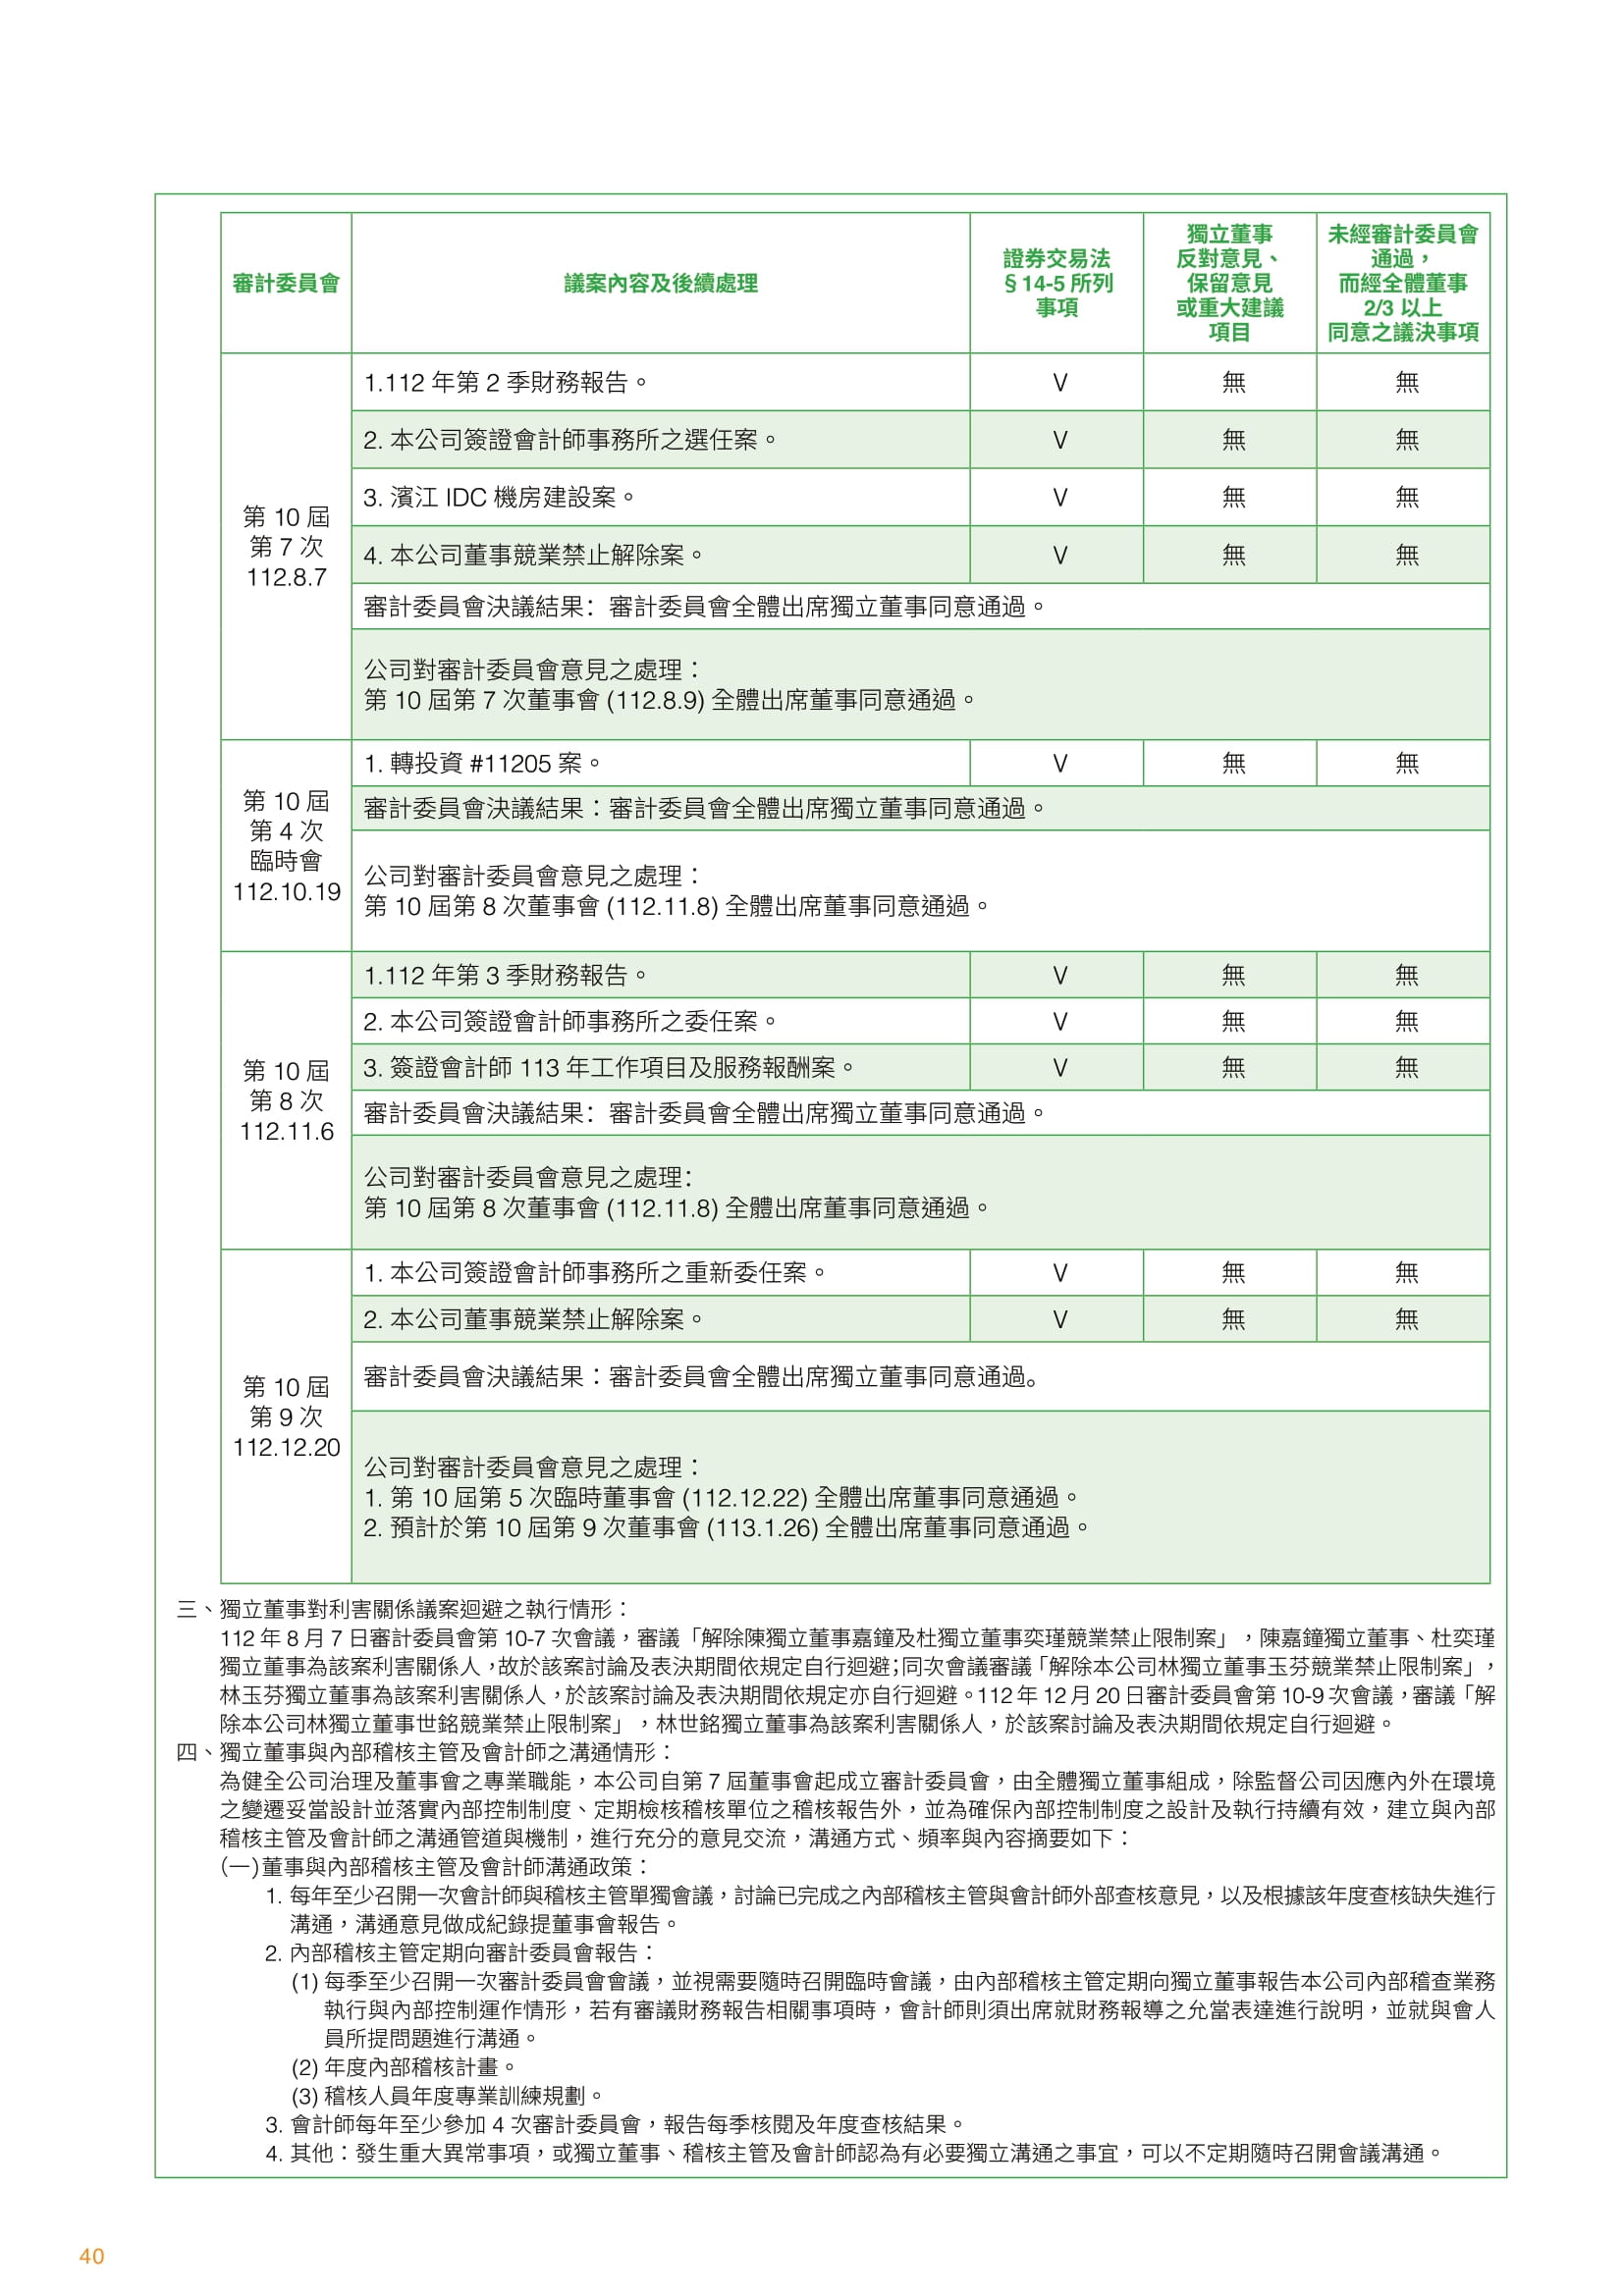 審計委員會
議案內容及後續處理
證券交易法
§ 14-5 所列
事項
獨立董事
反對意見、
保留意見
或重大建議
項目
未經審計委員會
通過，
而經全體董事
2/3 以上
同意之議決事項
第 10 屆
第 7 次
112.8.7
1.112 年第 2 季財務報告。 V 無 無
2. 本公司簽證會計師事務所之選任案。 V 無 無
3. 濱江 IDC 機房建設案。 V 無 無
4. 本公司董事競業禁止解除案。 V 無 無
審計委員會決議結果：審計委員會全體出席獨立董事同意通過。
公司對審計委員會意見之處理：
第 10 屆第 7 次董事會 (112.8.9) 全體出席董事同意通過。
第 10 屆
第 4 次
臨時會
112.10.19
1. 轉投資 #11205 案。 V 無 無
審計委員會決議結果：審計委員會全體出席獨立董事同意通過。
公司對審計委員會意見之處理：
第 10 屆第 8 次董事會 (112.11.8) 全體出席董事同意通過。
第 10 屆
第 8 次
112.11.6
1.112 年第 3 季財務報告。 V 無 無
2. 本公司簽證會計師事務所之委任案。 V 無 無
3. 簽證會計師 113 年工作項目及服務報酬案。 V 無 無
審計委員會決議結果：審計委員會全體出席獨立董事同意通過。
公司對審計委員會意見之處理：
第 10 屆第 8 次董事會 (112.11.8) 全體出席董事同意通過。
第 10 屆
第 9 次
112.12.20
1. 本公司簽證會計師事務所之重新委任案。 V 無 無
2. 本公司董事競業禁止解除案。 V 無 無
審計委員會決議結果：審計委員會全體出席獨立董事同意通過。
公司對審計委員會意見之處理：
1. 第 10 屆第 5 次臨時董事會 (112.12.22) 全體出席董事同意通過。
2. 預計於第 10 屆第 9 次董事會 (113.1.26) 全體出席董事同意通過。
三、獨立董事對利害關係議案迴避之執行情形：
112 年 8 月 7 日審計委員會第 10-7 次會議，審議「解除陳獨立董事嘉鐘及杜獨立董事奕瑾競業禁止限制案」，陳嘉鐘獨立董事、杜奕瑾
獨立董事為該案利害關係人，故於該案討論及表決期間依規定自行迴避；同次會議審議「解除本公司林獨立董事玉芬競業禁止限制案」，
林玉芬獨立董事為該案利害關係人，於該案討論及表決期間依規定亦自行迴避。112 年 12 月 20 日審計委員會第 10-9 次會議，審議「解
除本公司林獨立董事世銘競業禁止限制案」，林世銘獨立董事為該案利害關係人，於該案討論及表決期間依規定自行迴避。
四、獨立董事與內部稽核主管及會計師之溝通情形：
為健全公司治理及董事會之專業職能，本公司自第 7 屆董事會起成立審計委員會，由全體獨立董事組成，除監督公司因應內外在環境
之變遷妥當設計並落實內部控制制度、定期檢核稽核單位之稽核報告外，並為確保內部控制制度之設計及執行持續有效，建立與內部
稽核主管及會計師之溝通管道與機制，進行充分的意見交流，溝通方式、頻率與內容摘要如下：
(一)董事與內部稽核主管及會計師溝通政策：
1. 每年至少召開一次會計師與稽核主管單獨會議，討論已完成之內部稽核主管與會計師外部查核意見，以及根據該年度查核缺失進行
溝通，溝通意見做成紀錄提董事會報告。
2. 內部稽核主管定期向審計委員會報告：
(1) 每季至少召開一次審計委員會會議，並視需要隨時召開臨時會議，由內部稽核主管定期向獨立董事報告本公司內部稽查業務
執行與內部控制運作情形，若有審議財務報告相關事項時，會計師則須出席就財務報導之允當表達進行說明，並就與會人
員所提問題進行溝通。
(2) 年度內部稽核計畫。
(3) 稽核人員年度專業訓練規劃。
3. 會計師每年至少參加 4 次審計委員會，報告每季核閱及年度查核結果。
4. 其他：發生重大異常事項，或獨立董事、稽核主管及會計師認為有必要獨立溝通之事宜，可以不定期隨時召開會議溝通。
40